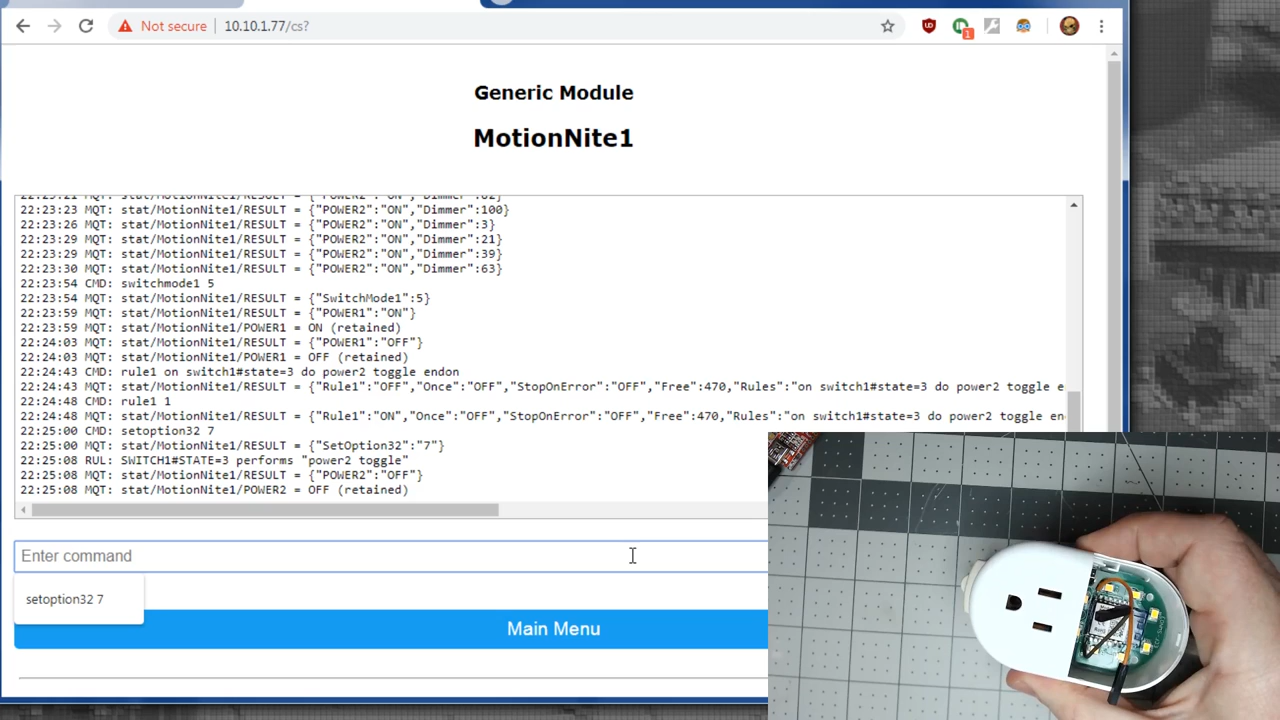 Not secure 10.10.1.77/cs?
1
Generic Module
MotionNite1
22:23:21 MQT: stat/MotionNite1/RESULT = {"POWER2":"ON","Dimmer":62}
22:23:23 MQT: stat/MotionNite1/RESULT = {"POWER2":"ON","Dimmer":100}
22:23:26 MQT: stat/MotionNite1/RESULT = {"POWER2":"ON","Dimmer":3}
22:23:29 MQT: stat/MotionNite1/RESULT = {"POWER2":"ON","Dimmer":21}
22:23:29 MQT: stat/MotionNite1/RESULT = {"POWER2":"ON","Dimmer":39}
22:23:30 MQT: stat/MotionNite1/RESULT = {"POWER2":"ON","Dimmer":63}
22:23:54 CMD: switchmode1 5
22:23:54 MQT: stat/MotionNite1/RESULT = {"SwitchMode1":5}
22:23:59 MQT: stat/MotionNite1/RESULT = {"POWER1":"ON"}
22:23:59 MQT: stat/MotionNite1/POWER1 = ON (retained)
22:24:03 MQT: stat/MotionNite1/RESULT = {"POWER1":"OFF"}
22:24:03 MQT: stat/MotionNite1/POWER1 = OFF (retained)
22:24:43 CMD: rule1 on switch1#state=3 do power2 toggle endon
22:24:43 MQT: stat/MotionNite1/RESULT = {"Rule1":"OFF","Once":"OFF","StopOnError":"OFF","Free":470,"Rules":"on switch1#state=3 do power2 toggle e
22:24:48 CMD: rule1 1
22:24:48 MQT: stat/MotionNite1/RESULT = {"Rule1":"ON","Once":"OFF","StopOnError":"OFF","Free":470,"Rules":"on switch1#state=3 do power2 toggle en
22:25:00 CMD: setoption32 7
22:25:00 MQT: stat/MotionNite1/RESULT = {"SetOption32":"7"}
22:25:08 RUL: SWITCH1#STATE=3 performs "power2 toggle"
22:25:08 MQT: stat/MotionNite1/RESULT = {"POWER2":"OFF"}
22:25:08 MQT: stat/MotionNite1/POWER2 = OFF (retained)
Enter command
setoption32 7
Main Menu